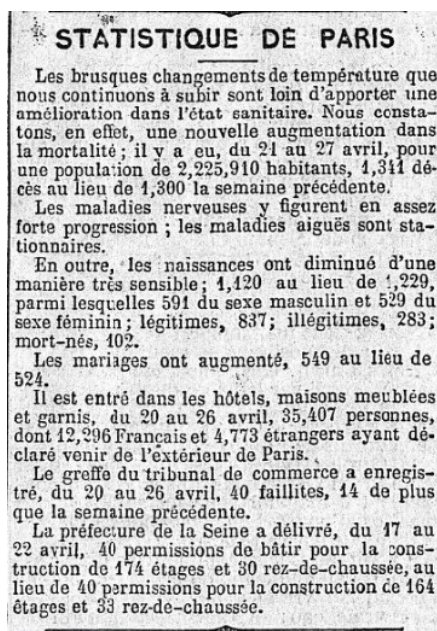 STATISTIQUE DE PARIS
Les brusques changements de température que
nous continuons à subir sont loin d'apporter une
amélioration dans l'état sanitaire. Nous consta-
tons, en effet, une nouvelle augmentation dans
la mortalité ; il y a eu, du 21 au 27 avril, pour
une population de 2,225,910 habitants, 1,341 dé-
cès au lieu de 1,300 la semaine précédente.
Les maladies nerveuses y figurent en assez
forte progression ; les maladies aiguës sont sta-
tionnaires.
En outre, les naissances ont diminué d'une
manière très sensible ; 1,120 au lieu de 1,229,
parmi lesquelles 591 du sexe masculin et 529 du
sexe féminin ; légitimes, 837; illégitimes, 283;
mort-nés, 102.
Les mariages ont augmenté, 549 au lieu de
524.
Il est entré dans les hôtels, maisons meublées
et garnis, du 20 au 26 avril, 35,407 personnes,
dont 12,296 Français et 4,773 étrangers ayant dé-
claré venir de l'extérieur de Paris.
Le greffe du tribunal de commerce a enregis-
tré, du 20 au 26 avril, 40 faillites, 14 de plus
que la semaine précédente.
La préfecture de la Seine a délivré, du 17 au
22 avril, 40 permissions de bâtir pour la cons-
truction de 174 étages et 30 rez-de-chaussée, au
lieu de 40 permissions pour la construction de 164
étages et 33 rez-de-chaussée.